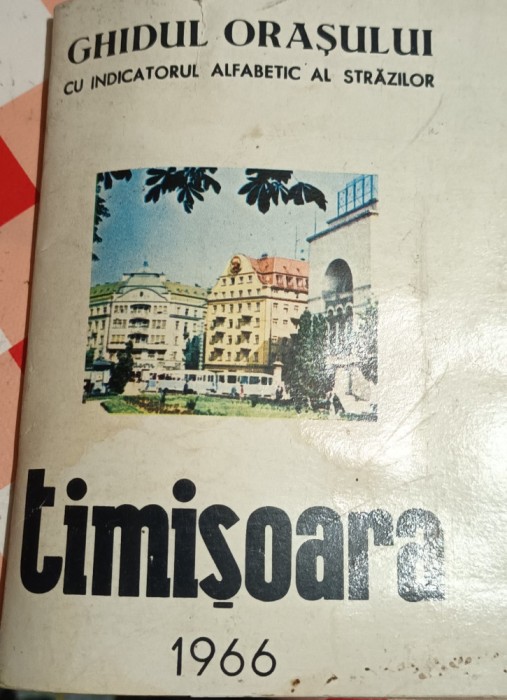 GHIDUL ORAȘULUI
CU INDICATORUL ALFABETIC AL STRĂZILOR
timișoara
1966